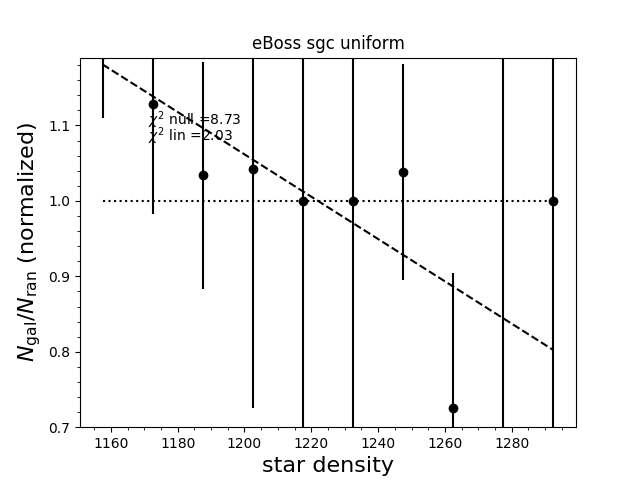 eBoss sgc uniform
χ² null =8.73
χ² lin =2.03
N_gal/N_ran (normalized)
1.1
1.0
0.9
0.8
0.7
1160 1180 1200 1220 1240 1260 1280
star density